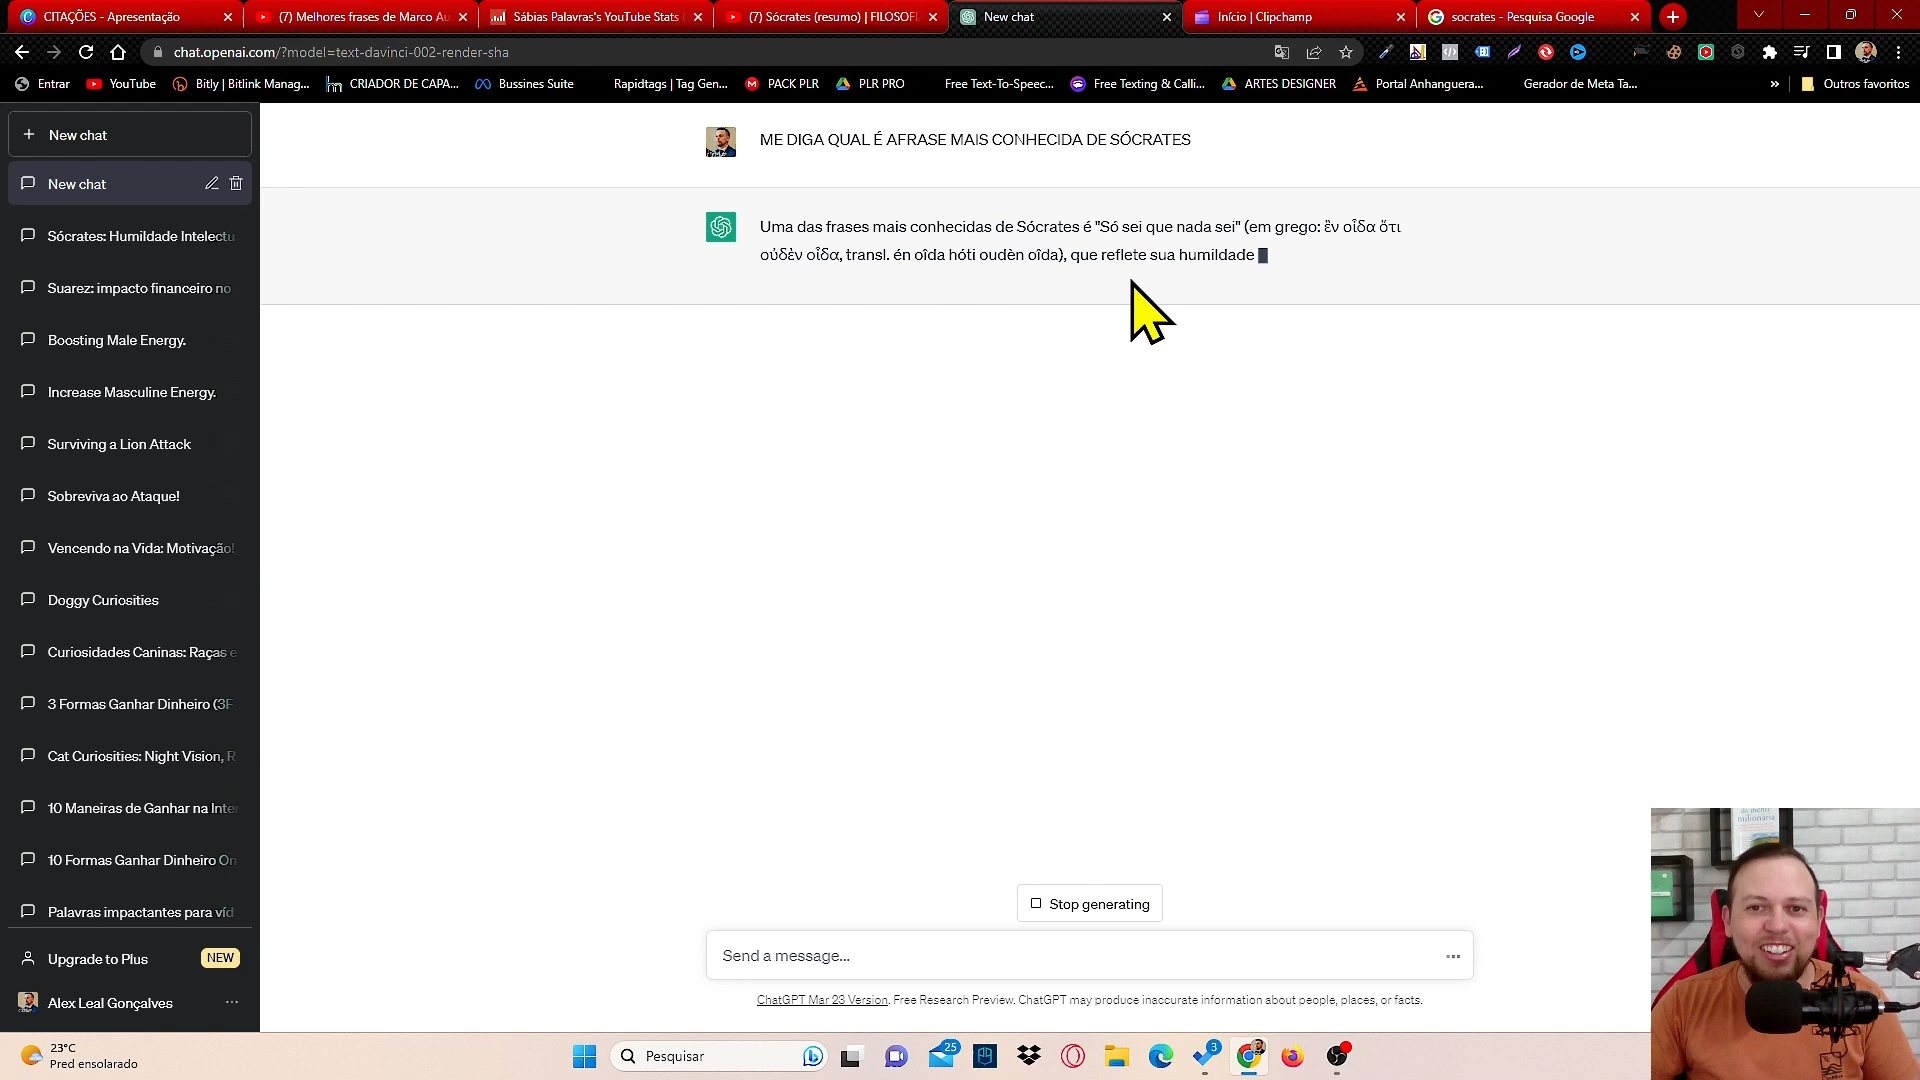 CITAÇÕES - Apresentação
(7) Melhores frases de Marco Au
Sábias Palavras's YouTube Stats (
(7) Sócrates (resumo) | FILOSOFI
New chat
Início | Clipchamp
socrates - Pesquisa Google
chat.openai.com/?model=text-davinci-002-render-sha
Entrar
YouTube
Bitly | Bitlink Manag...
CRIADOR DE CAPA...
Bussines Suite
Rapidtags | Tag Gen...
PACK PLR
PLR PRO
Free Text-To-Speec...
Free Texting & Calli...
ARTES DESIGNER
Portal Anhanguera...
Gerador de Meta Ta...
Outros favoritos
New chat
New chat
Sócrates: Humildade Intelectu
Suarez: impacto financeiro no
Boosting Male Energy.
Increase Masculine Energy.
Surviving a Lion Attack
Sobreviva ao Ataque!
Vencendo na Vida: Motivação!
Doggy Curiosities
Curiosidades Caninas: Raças e
3 Formas Ganhar Dinheiro (3F
Cat Curiosities: Night Vision, R
10 Maneiras de Ganhar na Inter
10 Formas Ganhar Dinheiro On
Palavras impactantes para víd
Upgrade to Plus
NEW
Alex Leal Gonçalves
ME DIGA QUAL É AFRASE MAIS CONHECIDA DE SÓCRATES
Uma das frases mais conhecidas de Sócrates é "Só sei que nada sei" (em grego: ἓν οἶδα ὅτι
οὐδὲν οἶδα, transl. én oîda hóti oudèn oîda), que reflete sua humildade
Stop generating
Send a message...
ChatGPT Mar 23 Version. Free Research Preview. ChatGPT may produce inaccurate information about people, places, or facts.
da mente
milionária
23°C
Pred ensolarado
Pesquisar
25
3